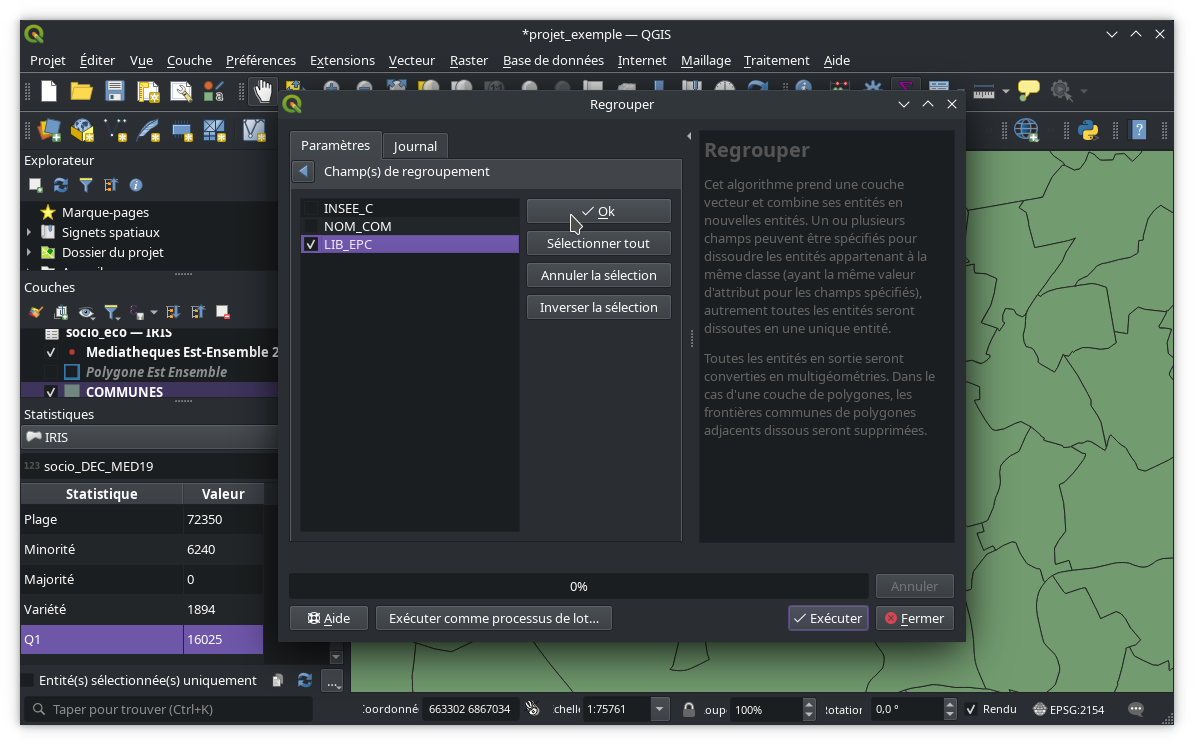 *projet_exemple — QGIS
Projet Éditer Vue Couche Préférences Extensions Vecteur Raster Base de données Internet Maillage Traitement Aide
Regrouper
Explorateur
Marque-pages
Signets spatiaux
Dossier du projet
Couches
socio_eco — IRIS
Mediatheques Est-Ensemble 2
Polygone Est Ensemble
COMMUNES
Statistiques
IRIS
123 socio_DEC_MED19
Statistique Valeur
Plage 72350
Minorité 6240
Majorité 0
Variété 1894
Q1 16025
Entité(s) sélectionnée(s) uniquement
...
Paramètres Journal
Champ(s) de regroupement
INSEE_C
NOM_COM
LIB_EPC
Ok
Sélectionner tout
Annuler la sélection
Inverser la sélection
Regrouper
Cet algorithme prend une couche
vecteur et combine ses entités en
nouvelles entités. Un ou plusieurs
champs peuvent être spécifiés pour
dissoudre les entités appartenant à la
même classe (ayant la même valeur
d'attribut pour les champs spécifiés),
autrement toutes les entités seront
dissoutes en une unique entité.
Toutes les entités en sortie seront
converties en multigéométries. Dans le
cas d'une couche de polygones, les
frontières communes de polygones
adjacents dissous seront supprimées.
0%
Annuler
Aide Exécuter comme processus de lot... Exécuter Fermer
Taper pour trouver (Ctrl+K) Coordonné 663302 6867034 chell 1:75761 oup 100% otation 0,0 ° Rendu EPSG:2154